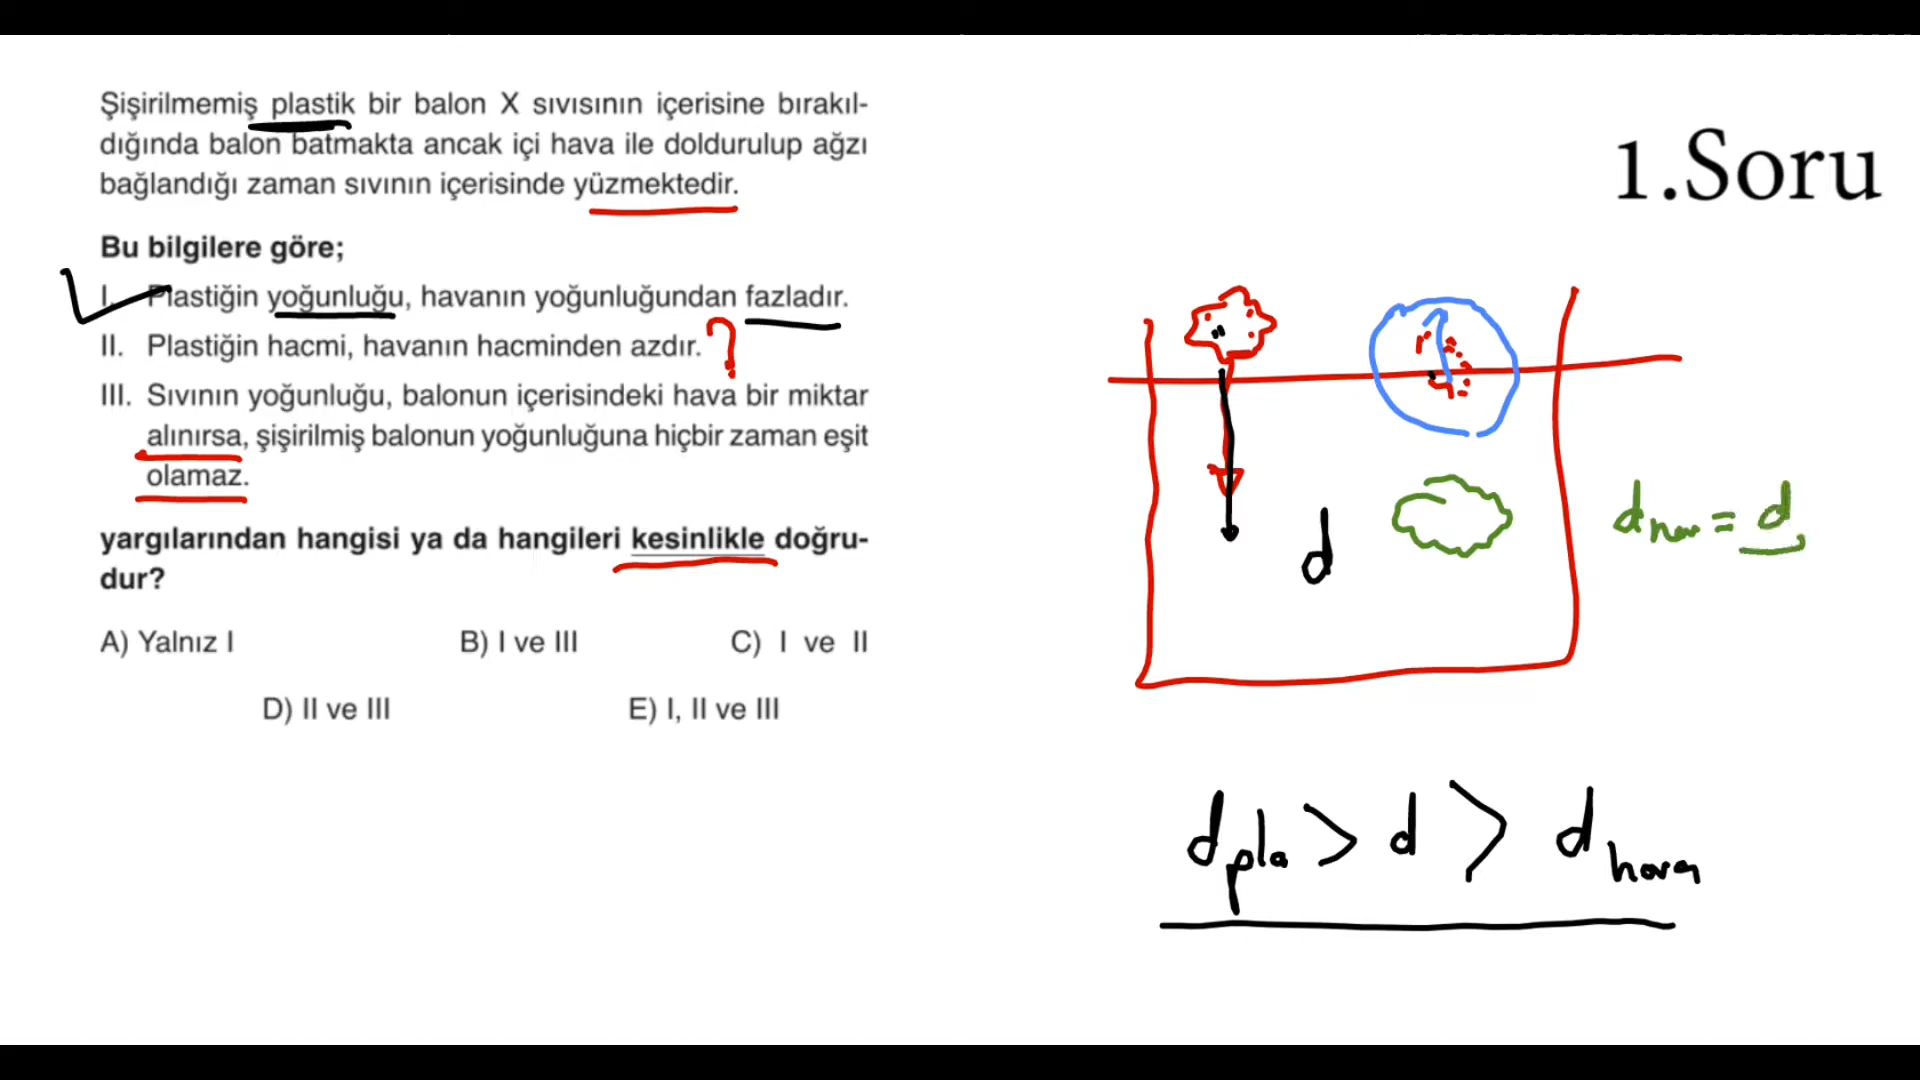 1.Soru
Şişirilmemiş plastik bir balon X sıvısının içerisine bırakıl-
dığında balon batmakta ancak içi hava ile doldurulup ağzı
bağlandığı zaman sıvının içerisinde yüzmektedir.
Bu bilgilere göre;
I. Plastiğin yoğunluğu, havanın yoğunluğundan fazladır.
II. Plastiğin hacmi, havanın hacminden azdır. ?
III. Sıvının yoğunluğu, balonun içerisindeki hava bir miktar
alınırsa, şişirilmiş balonun yoğunluğuna hiçbir zaman eşit
olamaz.
yargılarından hangisi ya da hangileri kesinlikle doğru-
dur?
A) Yalnız I B) I ve III C) I ve II
D) II ve III E) I, II ve III
d
d = d
dpla > d > dhava